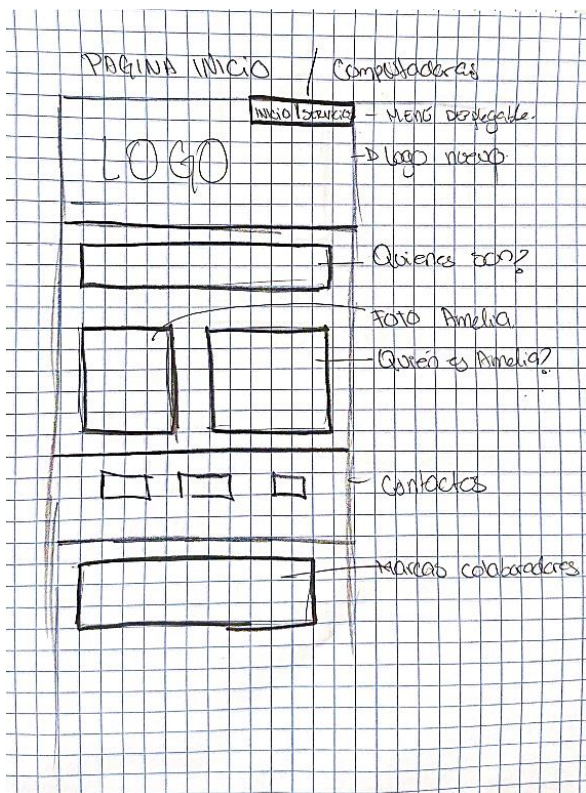 PAGINA INICIO / Computadoras
INICIO | SERVICIO - MENÚ Desplegable.
LOGO
Logo nuevo.
Quienes son?
FOTO Amelia
Quién es Amelia?
Contactos
Marcas colaboradores